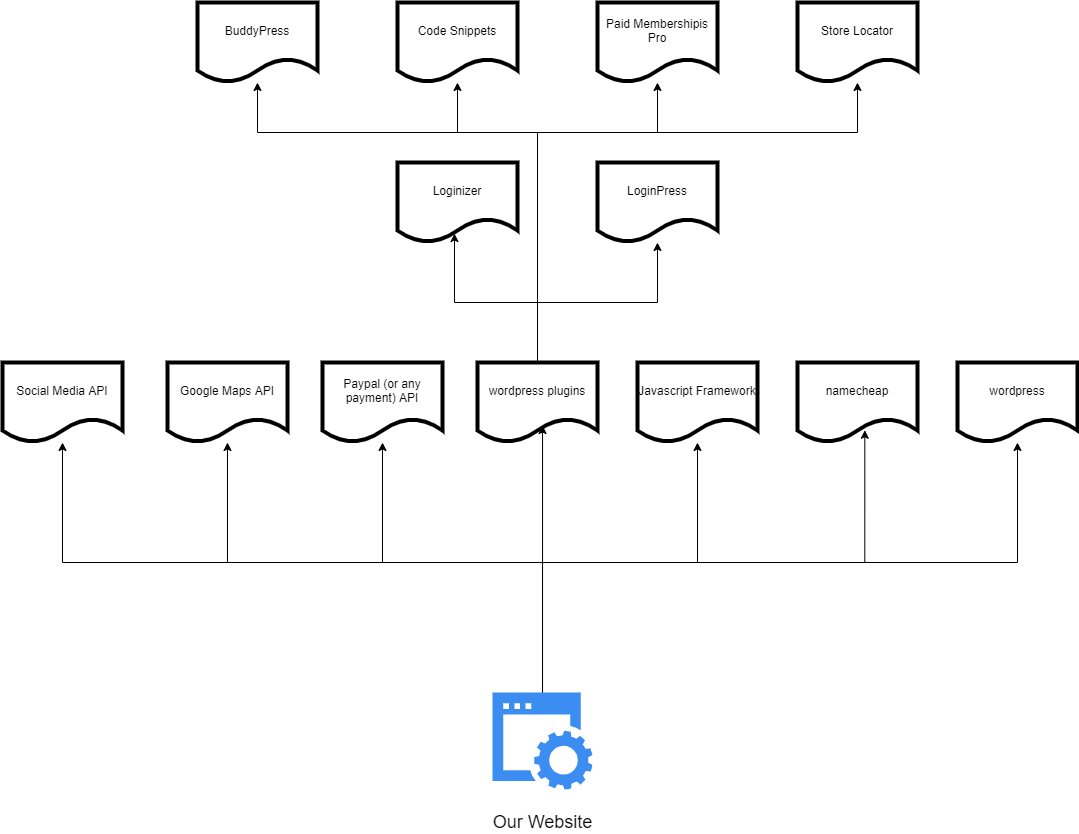 BuddyPress
Code Snippets
Paid Membershipis
Pro
Store Locator
Loginizer
LoginPress
Social Media API
Google Maps API
Paypal (or any
payment) API
wordpress plugins
Javascript Framework
namecheap
wordpress
Our Website